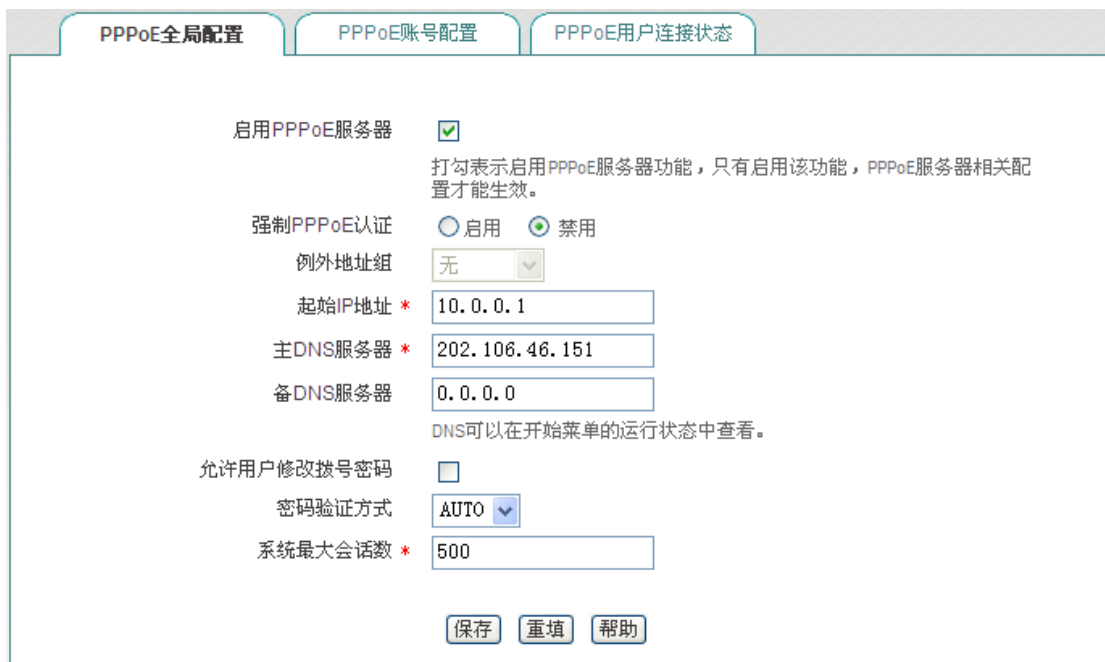 PPPoE全局配置 PPPoE账号配置 PPPoE用户连接状态
启用PPPoE服务器
打勾表示启用PPPoE服务器功能，只有启用该功能，PPPoE服务器相关配
置才能生效。
强制PPPoE认证 启用 禁用
例外地址组 无
起始IP地址 * 10.0.0.1
主DNS服务器 * 202.106.46.151
备DNS服务器 0.0.0.0
DNS可以在开始菜单的运行状态中查看。
允许用户修改拨号密码
密码验证方式 AUTO
系统最大会话数 * 500
保存 重填 帮助